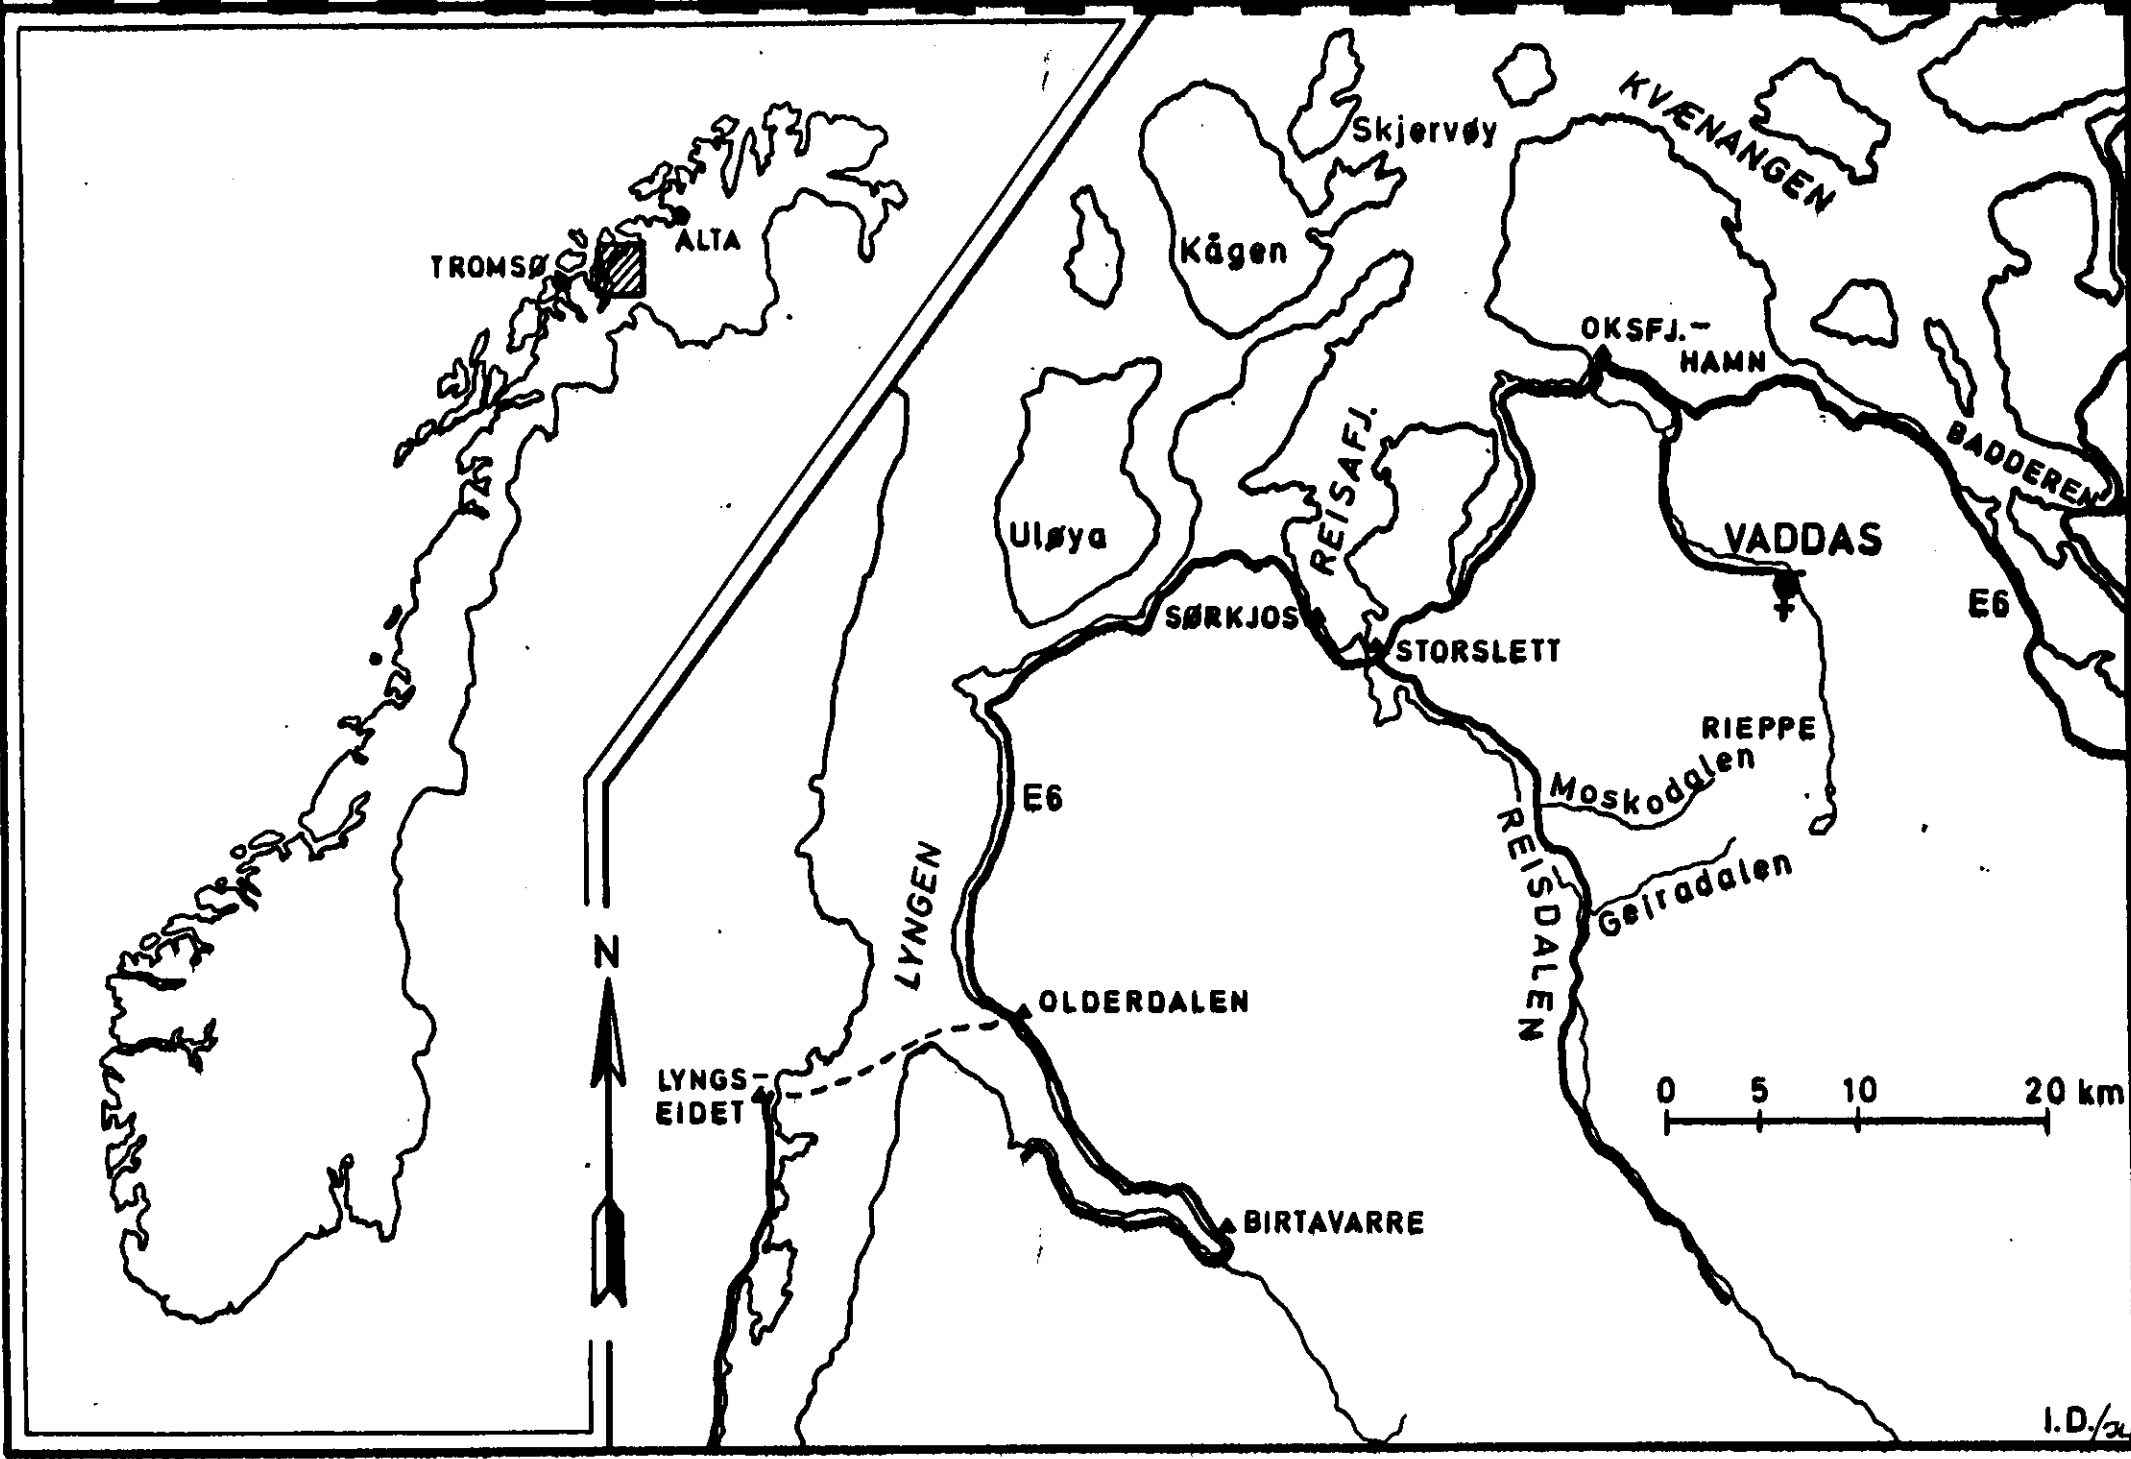 TROMSØ
ALTA
N
Skjervøy
KVÆNANGEN
Kågen
OKSFJ.-
HAMN
REISAFJ.
BADDEREN
Uløya
VADDAS
E6
SØRKJOS
STORSLETT
RIEPPE
Moskodalen
E6
REISDALEN
Geiradalen
LYNGEN
OLDERDALEN
LYNGS-
EIDET
0 5 10 20 km
BIRTAVARRE
I.D./